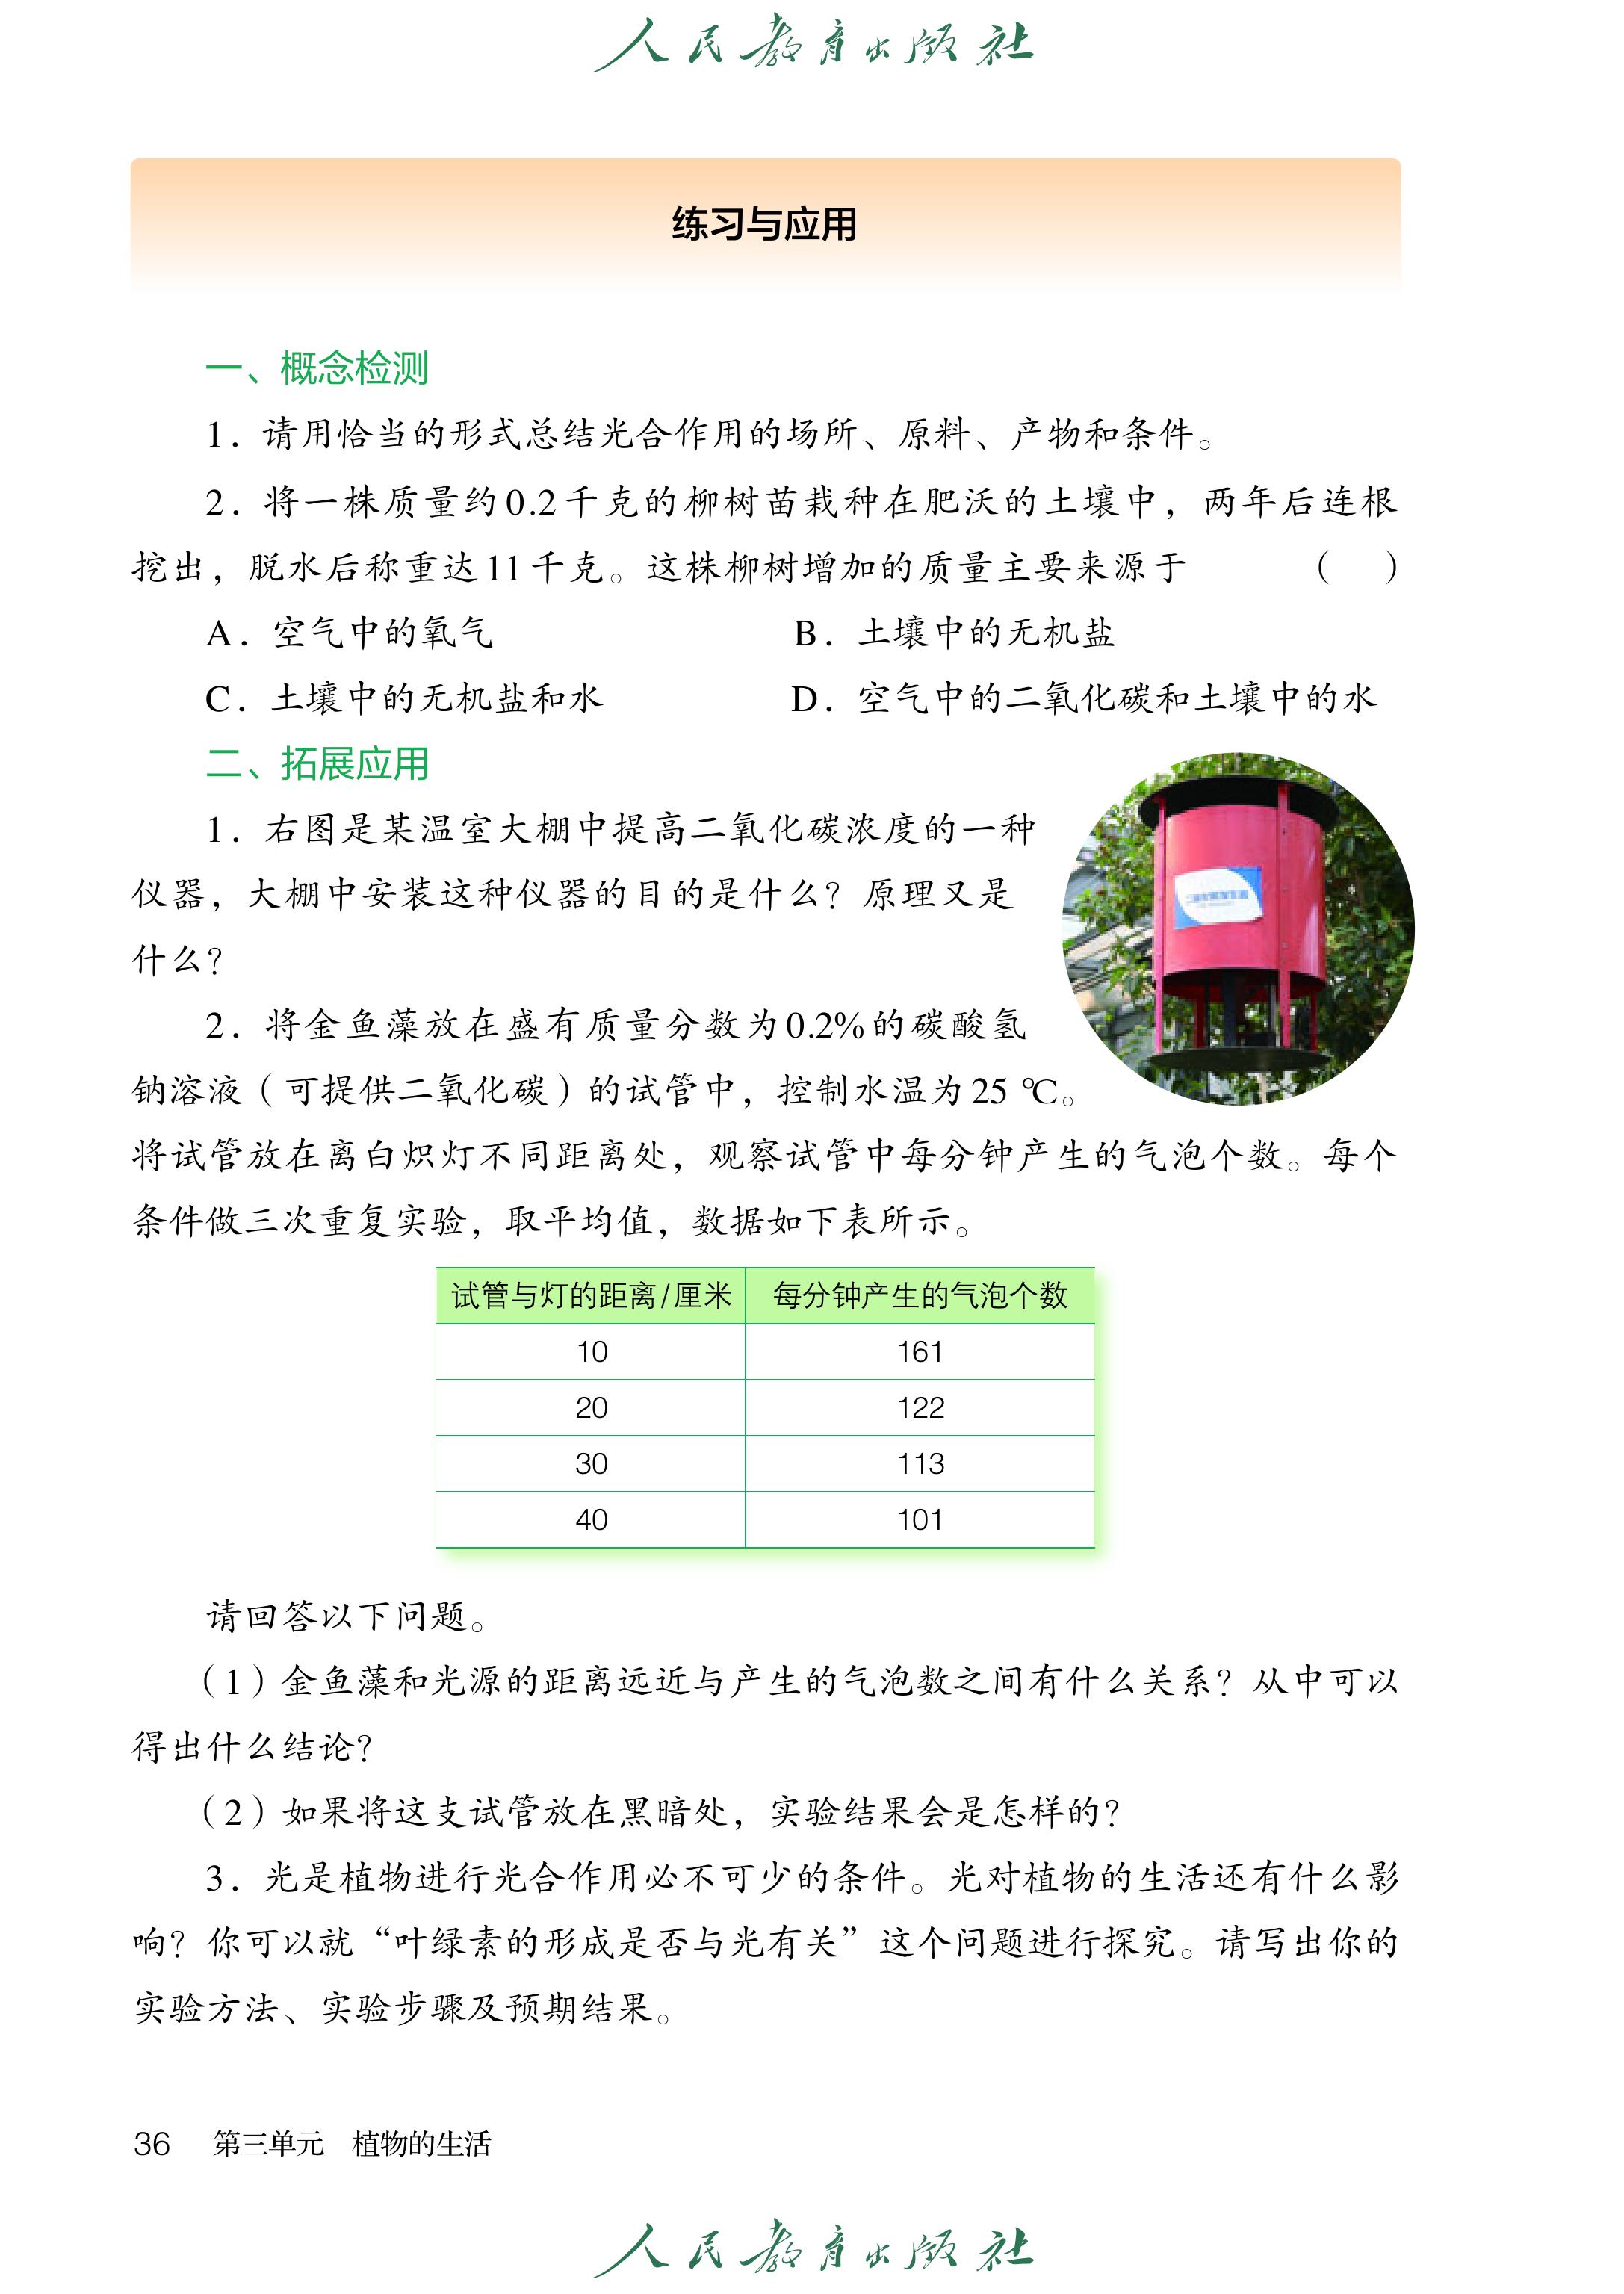 人民教育出版社
练习与应用
一、概念检测
1. 请用恰当的形式总结光合作用的场所、原料、产物和条件。
2. 将一株质量约0.2千克的柳树苗栽种在肥沃的土壤中，两年后连根
挖出，脱水后称重达11千克。这株柳树增加的质量主要来源于 （ ）
A. 空气中的氧气 B. 土壤中的无机盐
C. 土壤中的无机盐和水 D. 空气中的二氧化碳和土壤中的水
二、拓展应用
1. 右图是某温室大棚中提高二氧化碳浓度的一种
仪器，大棚中安装这种仪器的目的是什么？原理又是
什么？
2. 将金鱼藻放在盛有质量分数为0.2%的碳酸氢
钠溶液（可提供二氧化碳）的试管中，控制水温为25 ℃。
将试管放在离白炽灯不同距离处，观察试管中每分钟产生的气泡个数。每个
条件做三次重复实验，取平均值，数据如下表所示。
试管与灯的距离/厘米 每分钟产生的气泡个数
10 161
20 122
30 113
40 101
请回答以下问题。
（1）金鱼藻和光源的距离远近与产生的气泡数之间有什么关系？从中可以
得出什么结论？
（2）如果将这支试管放在黑暗处，实验结果会是怎样的？
3. 光是植物进行光合作用必不可少的条件。光对植物的生活还有什么影
响？你可以就“叶绿素的形成是否与光有关”这个问题进行探究。请写出你的
实验方法、实验步骤及预期结果。
36 第三单元 植物的生活
人民教育出版社